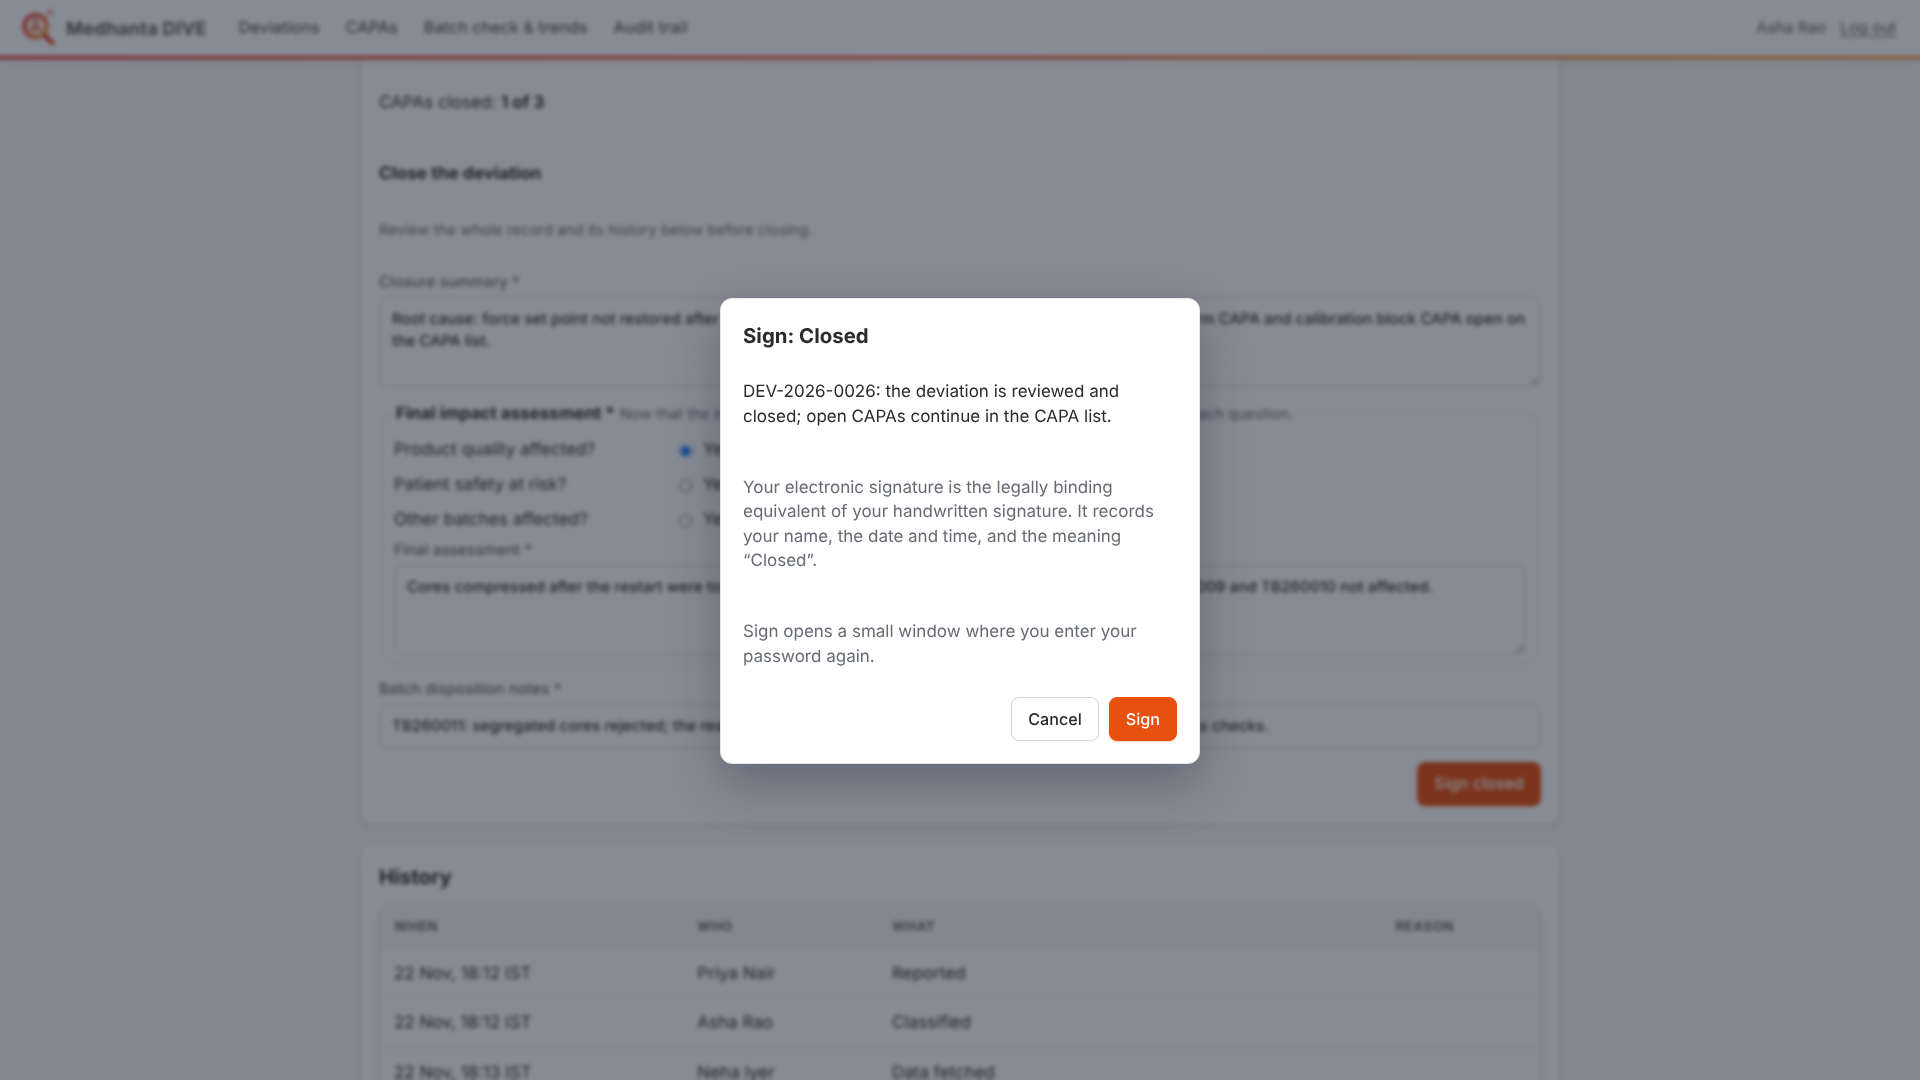 Medhanta DIVE
Deviations
CAPAs
Batch check & trends
Audit trail
Asha Rao
Log out
CAPAs closed: 1 of 3
Close the deviation
Review the whole record and its history below before closing.
Closure summary *
Root cause: force set point not restored after
CAPA and calibration block CAPA open on
the CAPA list.
Final impact assessment * Now that the
each question.
Product quality affected?
Patient safety at risk?
Other batches affected?
Final assessment *
Cores compressed after the restart were
and TB260010 not affected.
Batch disposition notes *
TB260011: segregated cores rejected; the
checks.
Sign closed
Sign: Closed
DEV-2026-0026: the deviation is reviewed and
closed; open CAPAs continue in the CAPA list.
Your electronic signature is the legally binding
equivalent of your handwritten signature. It records
your name, the date and time, and the meaning
“Closed”.
Sign opens a small window where you enter your
password again.
Cancel
Sign
History
WHEN WHO WHAT REASON
22 Nov, 18:12 IST Priya Nair Reported
22 Nov, 18:12 IST Asha Rao Classified
22 Nov, 18:13 IST Neha Iyer Data fetched